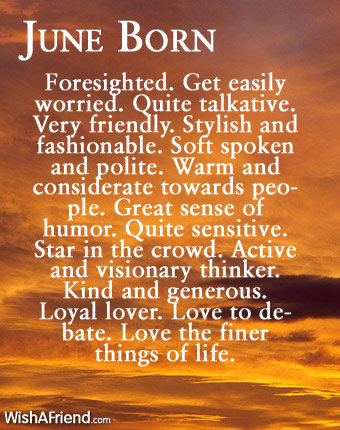 JUNE BORN
Foresighted. Get easily
worried. Quite talkative.
Very friendly. Stylish and
fashionable. Soft spoken
and polite. Warm and
considerate towards peo-
ple. Great sense of
humor. Quite sensitive.
Star in the crowd. Active
and visionary thinker.
Kind and generous.
Loyal lover. Love to de-
bate. Love the finer
things of life.
WishAFriend.com